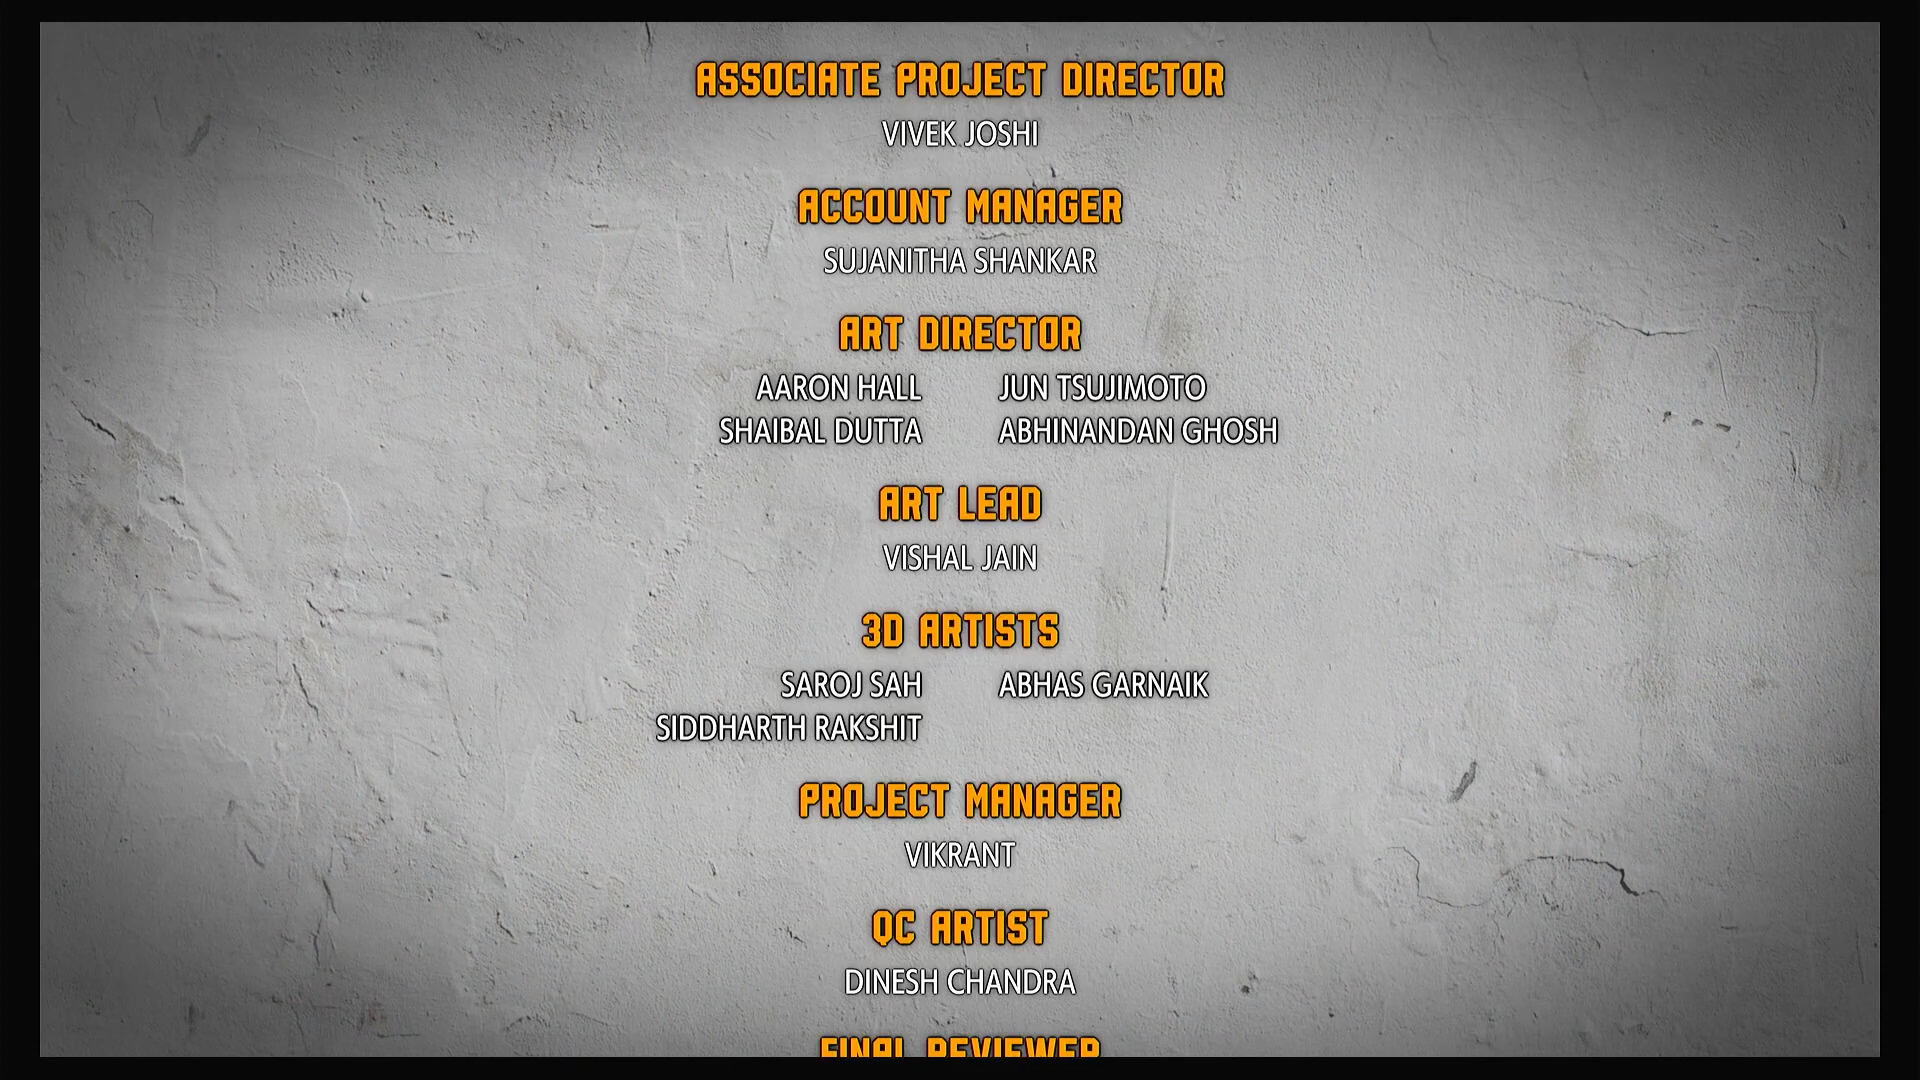 ASSOCIATE PROJECT DIRECTOR
VIVEK JOSHI
ACCOUNT MANAGER
SUJANITHA SHANKAR
ART DIRECTOR
AARON HALL JUN TSUJIMOTO
SHAIBAL DUTTA ABHINANDAN GHOSH
ART LEAD
VISHAL JAIN
3D ARTISTS
SAROJ SAH ABHAS GARNAIK
SIDDHARTH RAKSHIT
PROJECT MANAGER
VIKRANT
QC ARTIST
DINESH CHANDRA
FINAL REVIEWER